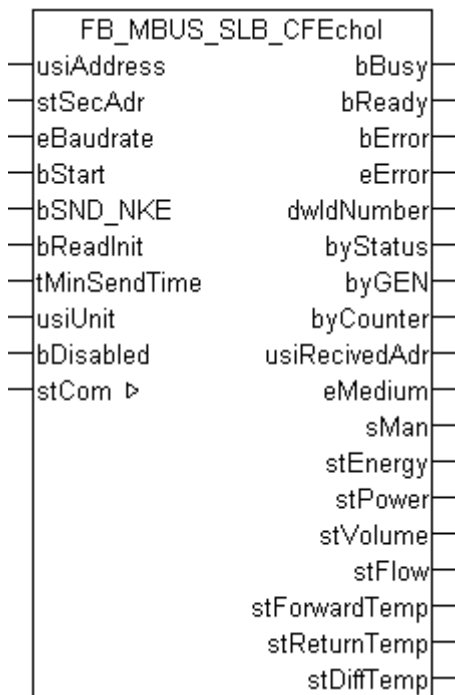 FB_MBUS_SLB_CFEchoI
usiAddress bBusy
stSecAdr bReady
eBaudrate bError
bStart eError
bSND_NKE dwIdNumber
bReadInit byStatus
tMinSendTime byGEN
usiUnit byCounter
bDisabled usiRecivedAdr
stCom ▷ eMedium
sMan
stEnergy
stPower
stVolume
stFlow
stForwardTemp
stReturnTemp
stDiffTemp